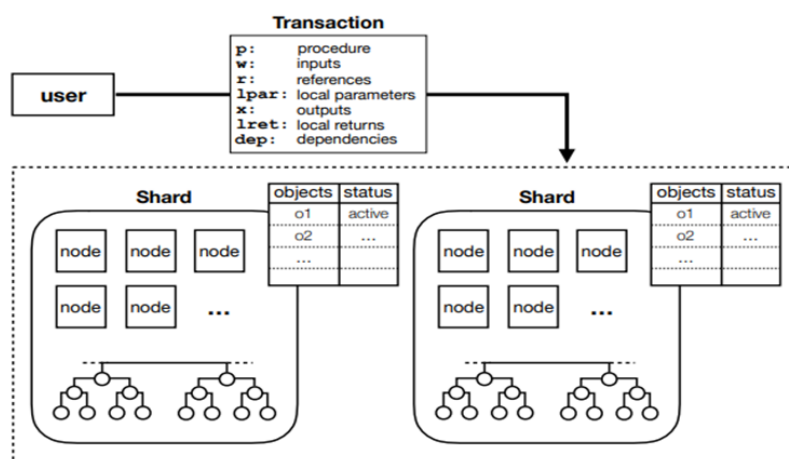 Transaction
p: procedure
w: inputs
r: references
lpar: local parameters
x: outputs
lret: local returns
dep: dependencies
user
Shard
objects status
o1 active
o2 ...
...
node node node
node node ...
Shard
objects status
o1 active
o2 ...
...
node node node
node node ...